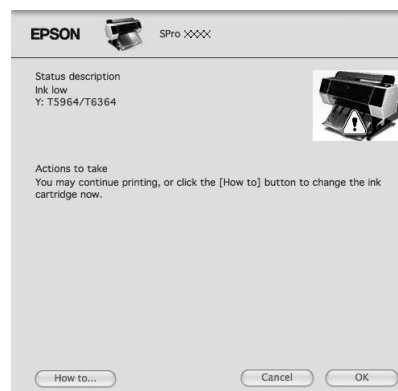 EPSON SPro XXXX
Status description
Ink low
Y: T5964/T6364
Actions to take
You may continue printing, or click the [How to] button to change the ink
cartridge now.
How to... Cancel OK